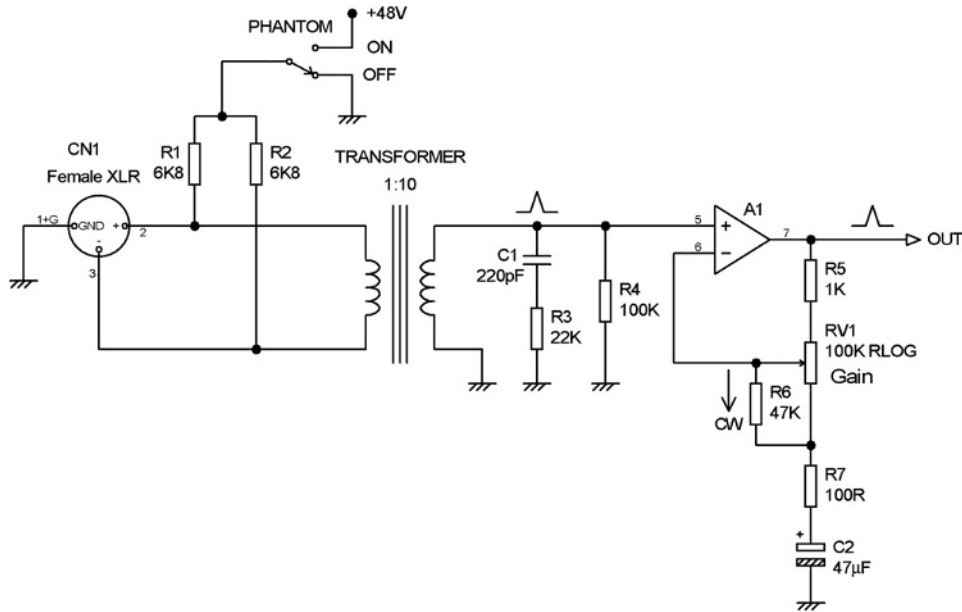 +48V
PHANTOM
ON
OFF
CN1
Female XLR
R1
6K8
R2
6K8
TRANSFORMER
1:10
1+G
GND
+
2
-
3
C1
220pF
R3
22K
R4
100K
5
+
6
−
A1
7
OUT
R5
1K
RV1
100K RLOG
Gain
R6
47K
CW
R7
100R
+
C2
47µF